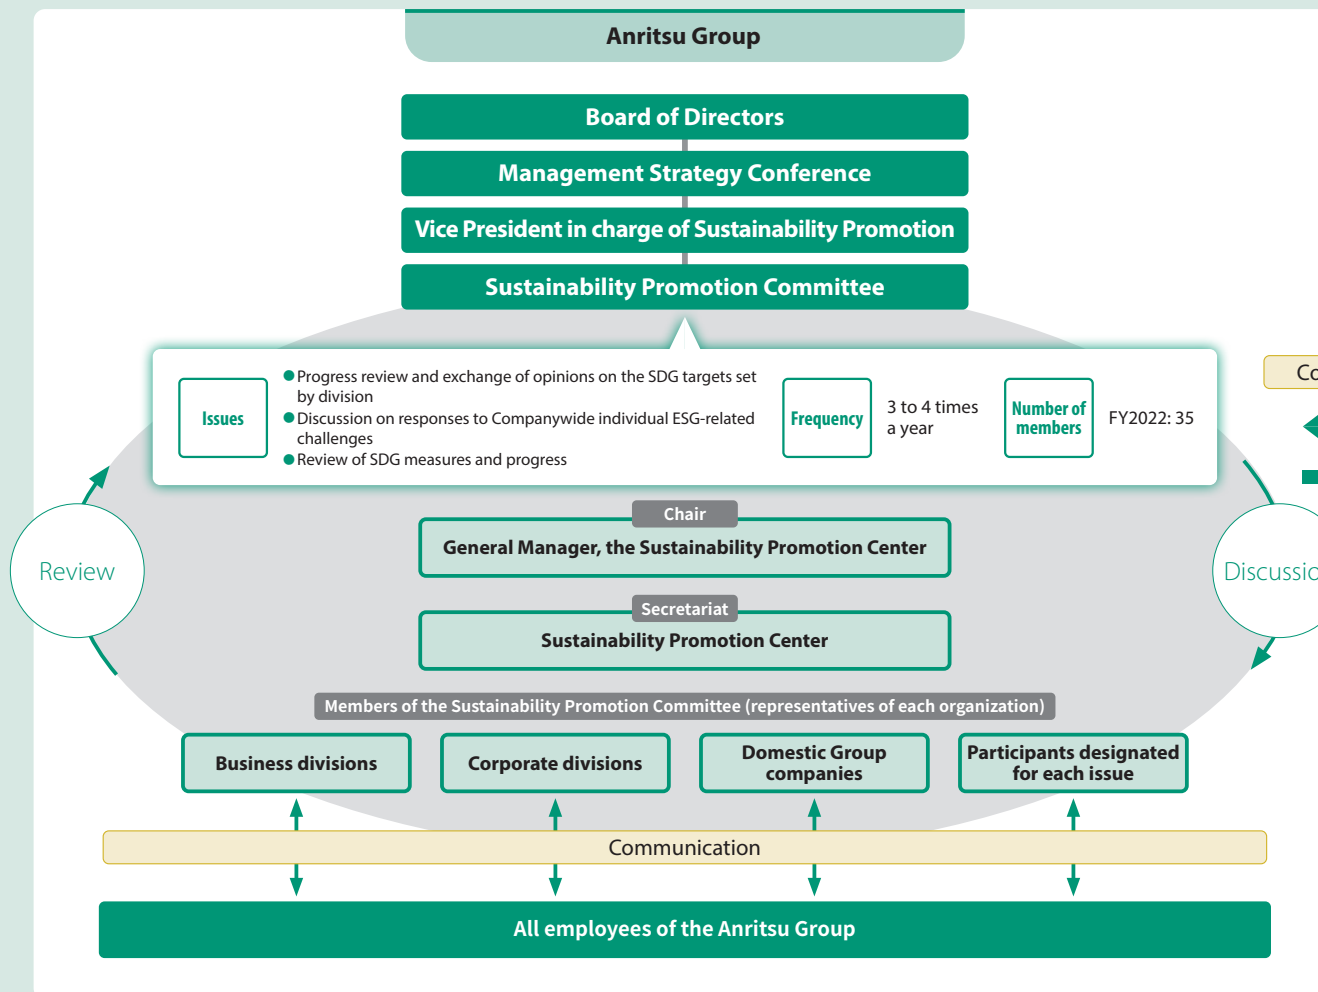 Anritsu Group
Board of Directors
Management Strategy Conference
Vice President in charge of Sustainability Promotion
Sustainability Promotion Committee
Issues
●Progress review and exchange of opinions on the SDG targets set
by division
●Discussion on responses to Companywide individual ESG-related
challenges
●Review of SDG measures and progress
Frequency
3 to 4 times
a year
Number of
members
FY2022: 35
Co
Review
Discussio
Chair
General Manager, the Sustainability Promotion Center
Secretariat
Sustainability Promotion Center
Members of the Sustainability Promotion Committee (representatives of each organization)
Business divisions
Corporate divisions
Domestic Group
companies
Participants designated
for each issue
Communication
All employees of the Anritsu Group